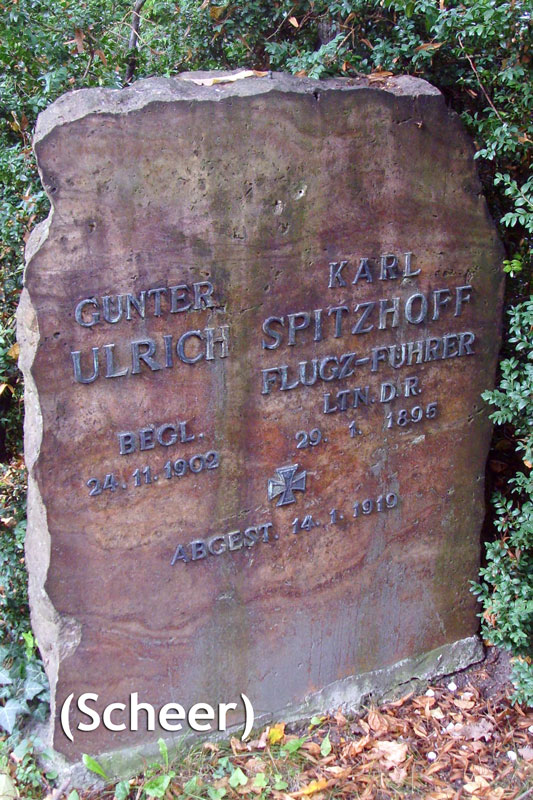 GÜNTER
ULRICH
BEGL.
24.11.1902
KARL
SPITZHOFF
FLUGZ-FÜHRER
LTN.D.R.
29. 1. 1895
ABGEST. 14.1.1919
(Scheer)